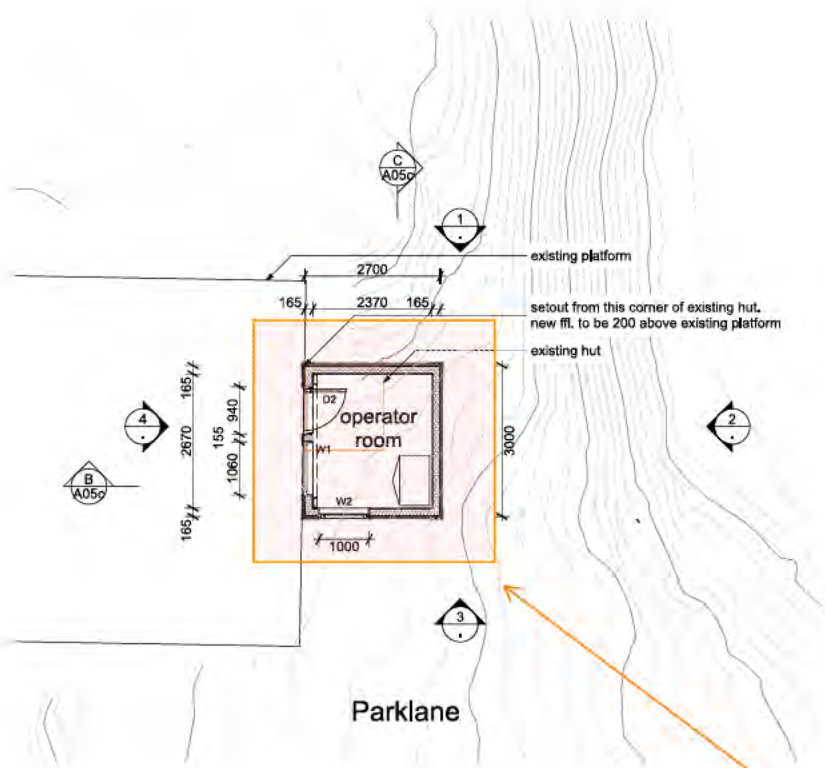 C
A05c
1
existing platform
2700
165
2370
165
setout from this corner of existing hut.
new ffl. to be 200 above existing platform
existing hut
165
2670
165
155
940
1060
D2
operator
room
W1
W2
3000
4
2
B
A05c
1000
3
Parklane